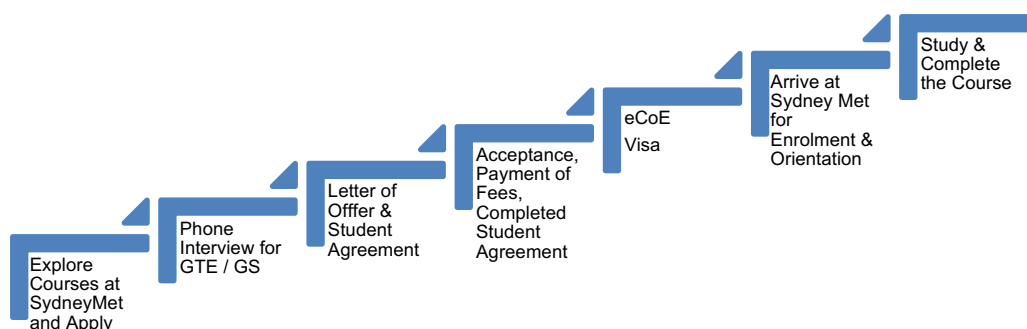 Explore
Courses at
SydneyMet
and Apply
Phone
Interview for
GTE / GS
Letter of
Offfer &
Student
Agreement
Acceptance,
Payment of
Fees,
Completed
Student
Agreement
eCoE
Visa
Arrive at
Sydney Met
for
Enrolment &
Orientation
Study &
Complete
the Course